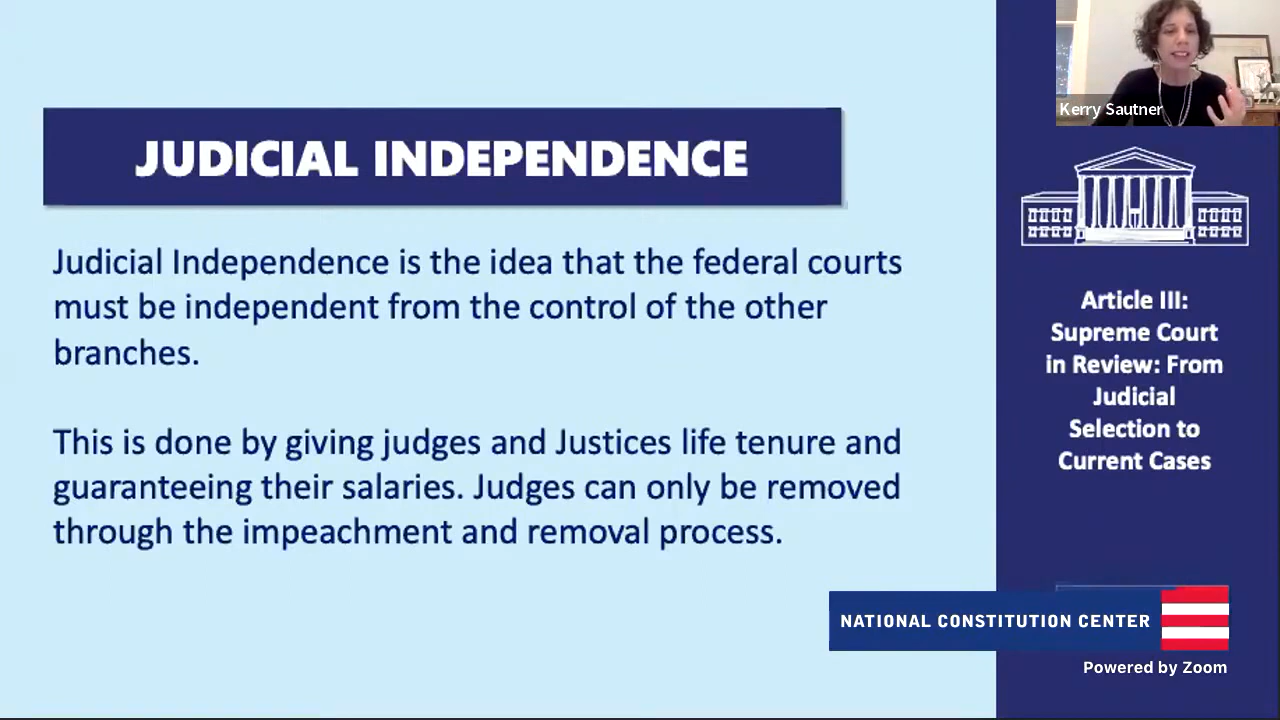 Kerry Sautner
JUDICIAL INDEPENDENCE
Judicial Independence is the idea that the federal courts
must be independent from the control of the other
branches.
This is done by giving judges and Justices life tenure and
guaranteeing their salaries. Judges can only be removed
through the impeachment and removal process.
Article III:
Supreme Court
in Review: From
Judicial
Selection to
Current Cases
NATIONAL CONSTITUTION CENTER
Powered by Zoom